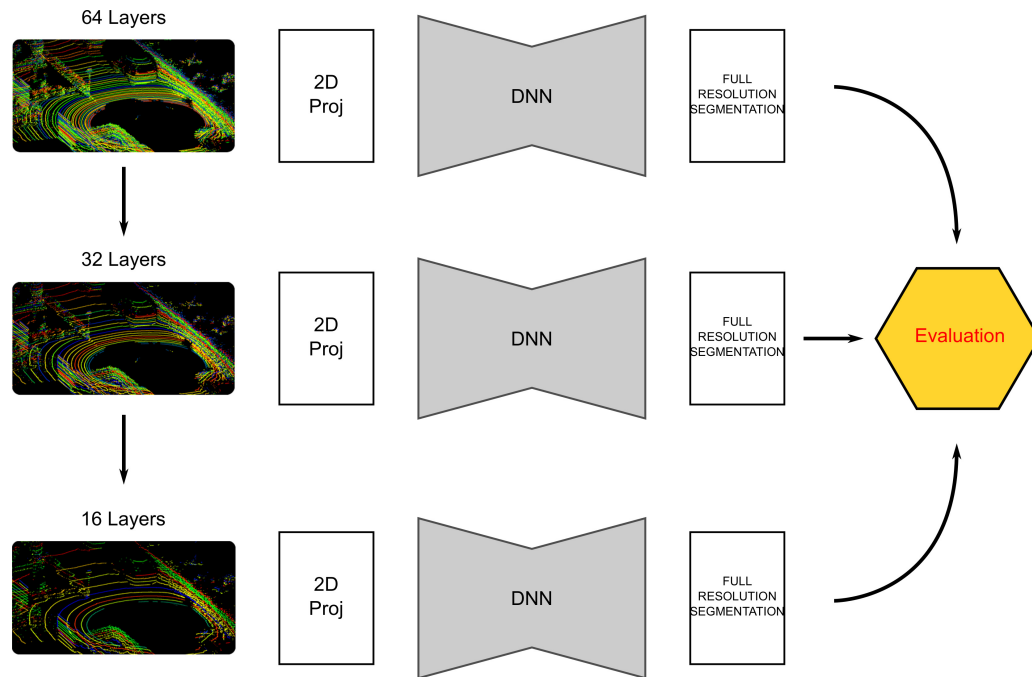 64 Layers
2D
Proj
DNN
FULL
RESOLUTION
SEGMENTATION
32 Layers
2D
Proj
DNN
FULL
RESOLUTION
SEGMENTATION
Evaluation
16 Layers
2D
Proj
DNN
FULL
RESOLUTION
SEGMENTATION